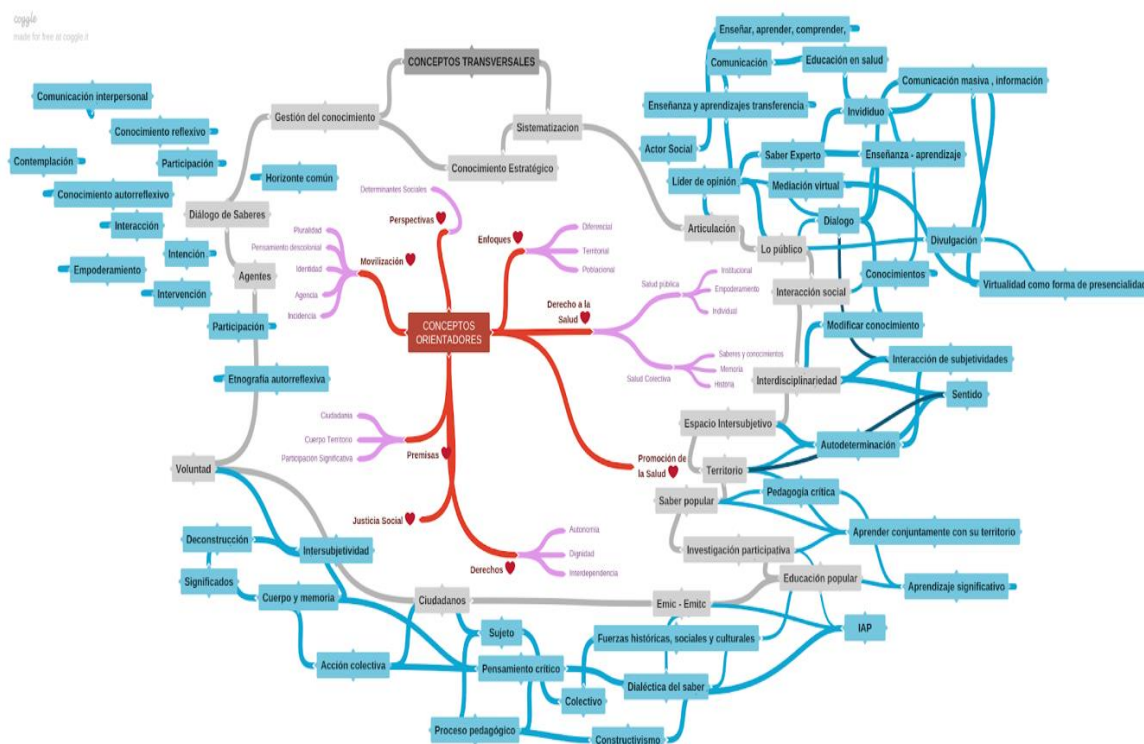 coggle
made for free at coggle.it
CONCEPTOS TRANSVERSALES
Gestión del conocimiento
Sistematizacion
Conocimiento Estratégico
Comunicación interpersonal
Conocimiento reflexivo
Contemplación
Participación
Conocimiento autorreflexivo
Horizonte común
Diálogo de Saberes
Interacción
Intención
Empoderamiento
Agentes
Intervención
Participación
Etnografía autorreflexiva
Voluntad
Determinantes Sociales
Perspectivas
Pluralidad
Pensamiento descolonial
Movilización
Identidad
Agencia
Incidencia
CONCEPTOS
ORIENTADORES
Enfoques
Diferencial
Territorial
Poblacional
Derecho a la
Salud
Salud pública
Institucional
Empoderamiento
Individual
Salud Colectiva
Saberes y conocimientos
Memoria
Historia
Promoción de
la Salud
Ciudadanía
Cuerpo Territorio
Participación Significativa
Premisas
Justicia Social
Derechos
Autonomía
Dignidad
Interdependencia
Enseñar, aprender, comprender,
Comunicación
Educación en salud
Comunicación masiva , información
Enseñanza y aprendizajes transferencia
Invididuo
Actor Social
Saber Experto
Enseñanza - aprendizaje
Líder de opinión
Mediación virtual
Articulación
Dialogo
Lo público
Divulgación
Interacción social
Conocimientos
Virtualidad como forma de presencialidad
Modificar conocimiento
Interacción de subjetividades
Interdisciplinariedad
Sentido
Espacio Intersubjetivo
Autodeterminación
Territorio
Saber popular
Pedagogía crítica
Aprender conjuntamente con su territorio
Investigación participativa
Educación popular
Aprendizaje significativo
Deconstrucción
Intersubjetividad
Significados
Cuerpo y memoria
Ciudadanos
Emic - Emitc
IAP
Sujeto
Fuerzas históricas, sociales y culturales
Acción colectiva
Pensamiento crítico
Dialéctica del saber
Colectivo
Proceso pedagógico
Constructivismo